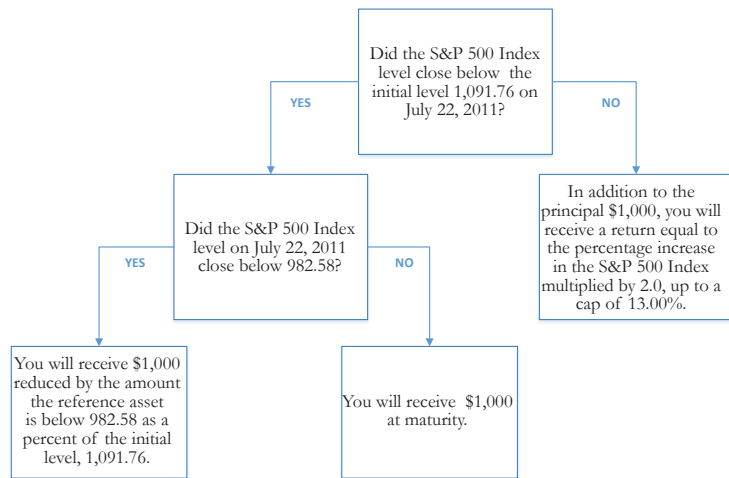 Did the S&P 500 Index
level close below the
initial level 1,091.76 on
July 22, 2011?
YES
NO
Did the S&P 500 Index
level on July 22, 2011
close below 982.58?
In addition to the
principal $1,000, you will
receive a return equal to
the percentage increase
in the S&P 500 Index
multiplied by 2.0, up to a
cap of 13.00%.
YES
NO
You will receive $1,000
reduced by the amount
the reference asset
is below 982.58 as a
percent of the initial
level, 1,091.76.
You will receive $1,000
at maturity.